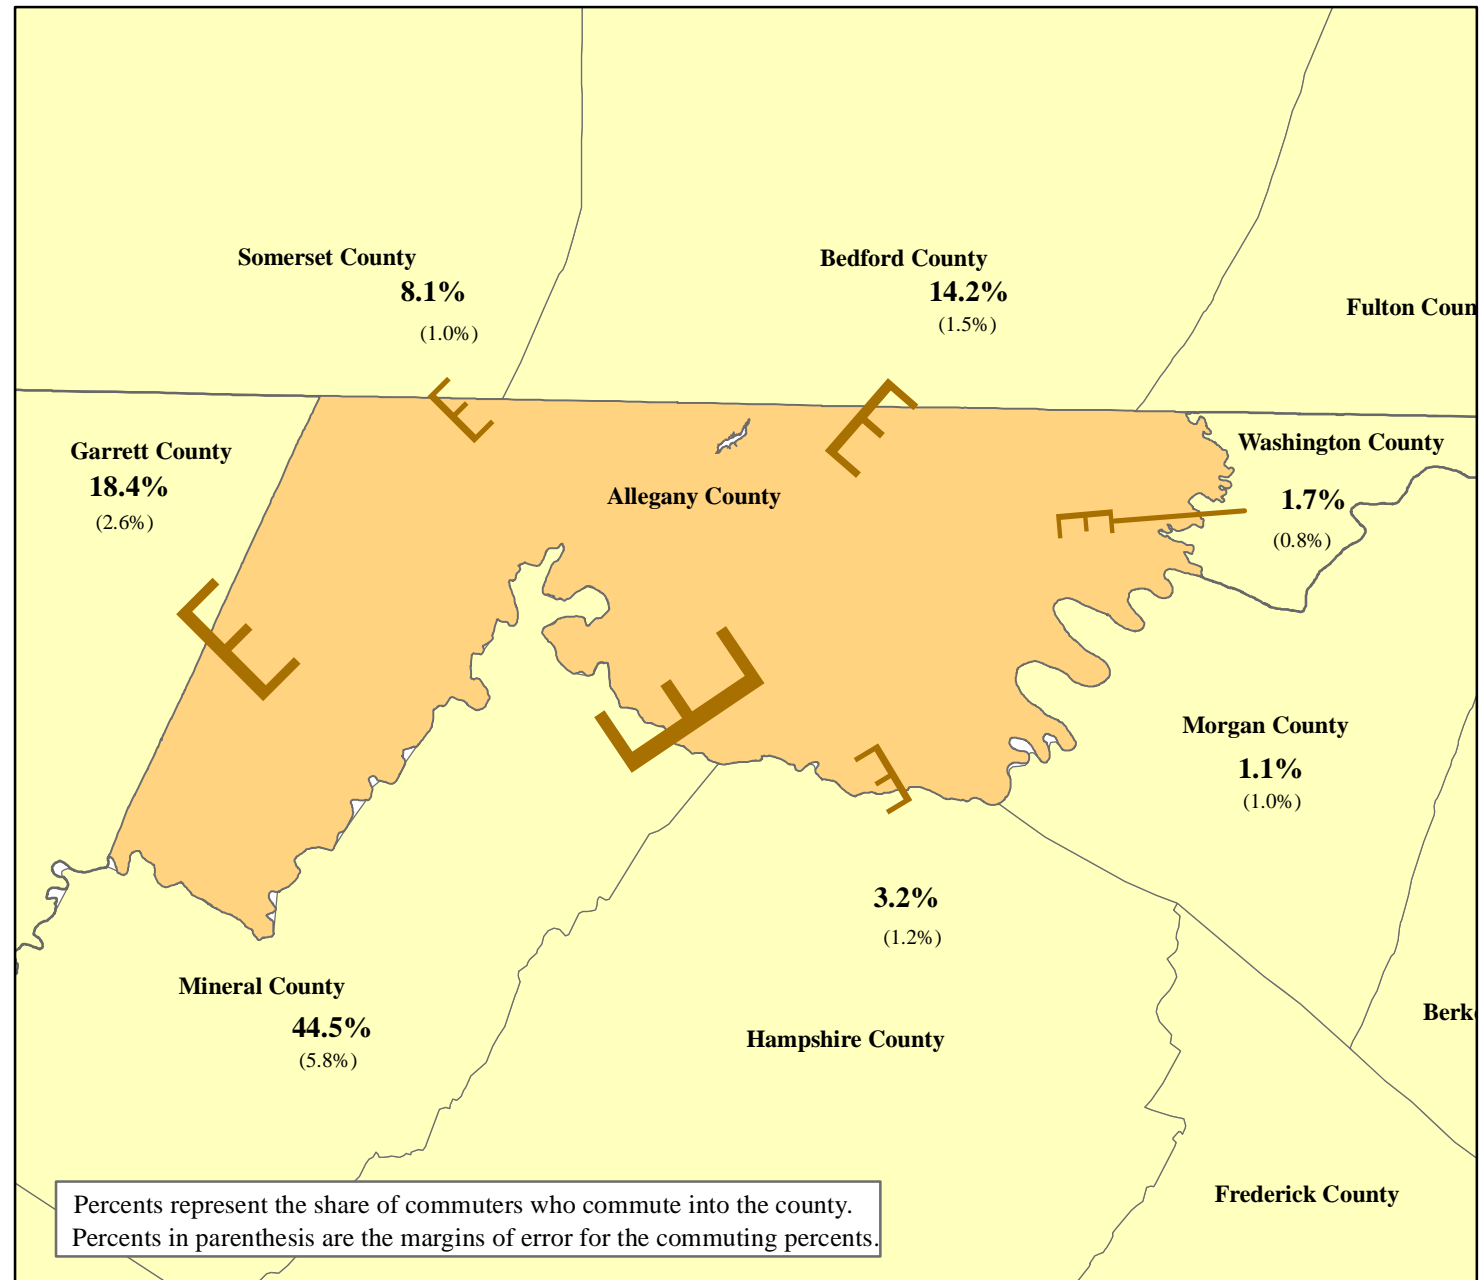 Somerset County
8.1%
(1.0%)
Bedford County
14.2%
(1.5%)
Fulton Coun
Garrett County
18.4%
(2.6%)
Allegany County
Washington County
1.7%
(0.8%)
Morgan County
1.1%
(1.0%)
3.2%
(1.2%)
Hampshire County
Mineral County
44.5%
(5.8%)
Berk
Frederick County
Percents represent the share of commuters who commute into the county.
Percents in parenthesis are the margins of error for the commuting percents.